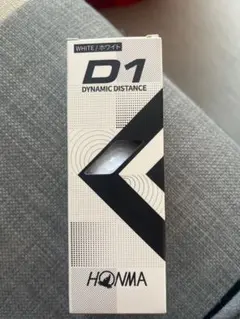 WHITE / ホワイト
D1
DYNAMIC DISTANCE
HONMA